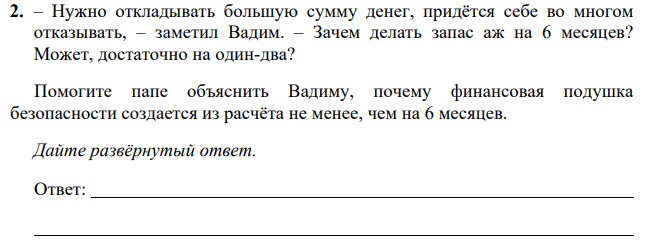 2. – Нужно откладывать большую сумму денег, придётся себе во многом
отказывать, – заметил Вадим. – Зачем делать запас аж на 6 месяцев?
Может, достаточно на один-два?
Помогите папе объяснить Вадиму, почему финансовая подушка
безопасности создается из расчёта не менее, чем на 6 месяцев.
Дайте развёрнутый ответ.
Ответ: